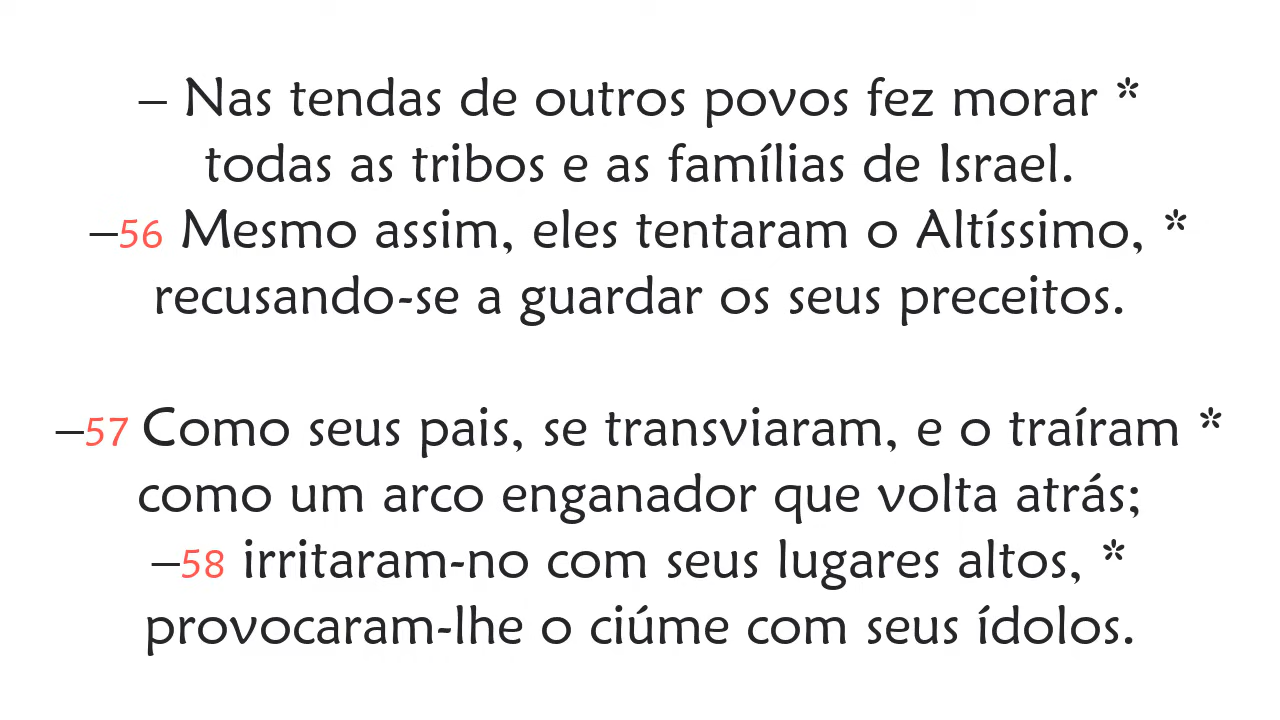 – Nas tendas de outros povos fez morar *
todas as tribos e as famílias de Israel.
–56 Mesmo assim, eles tentaram o Altíssimo, *
recusando-se a guardar os seus preceitos.
–57 Como seus pais, se transviaram, e o traíram *
como um arco enganador que volta atrás;
–58 irritaram-no com seus lugares altos, *
provocaram-lhe o ciúme com seus ídolos.